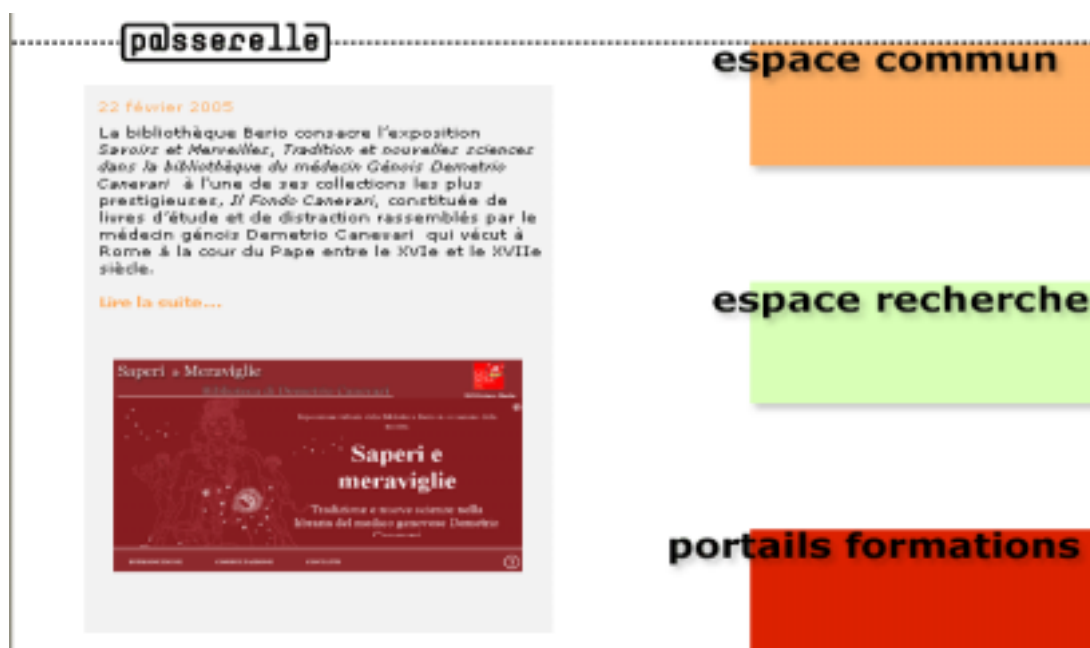 passerelle
22 février 2005
La bibliothèque Berio consacre l'exposition
Savoirs et Merveilles, Tradition et nouvelles sciences
dans la bibliothèque du médecin Génois Demetrio
Canevari à l'une de ses collections les plus
prestigieuses, Il Fondo Canevari, constituée de
livres d'étude et de distraction rassemblés par le
médecin génois Demetrio Canevari qui vécut à
Rome à la cour du Pape entre le XVIe et le XVIIe
siècle.
Lire la suite...
Saperi e Meraviglie
Saperi e
meraviglie
Tradizione e nuove scienze nella
libraria del medico genovese Demetrio
Canevari
espace commun
espace recherche
portails formations